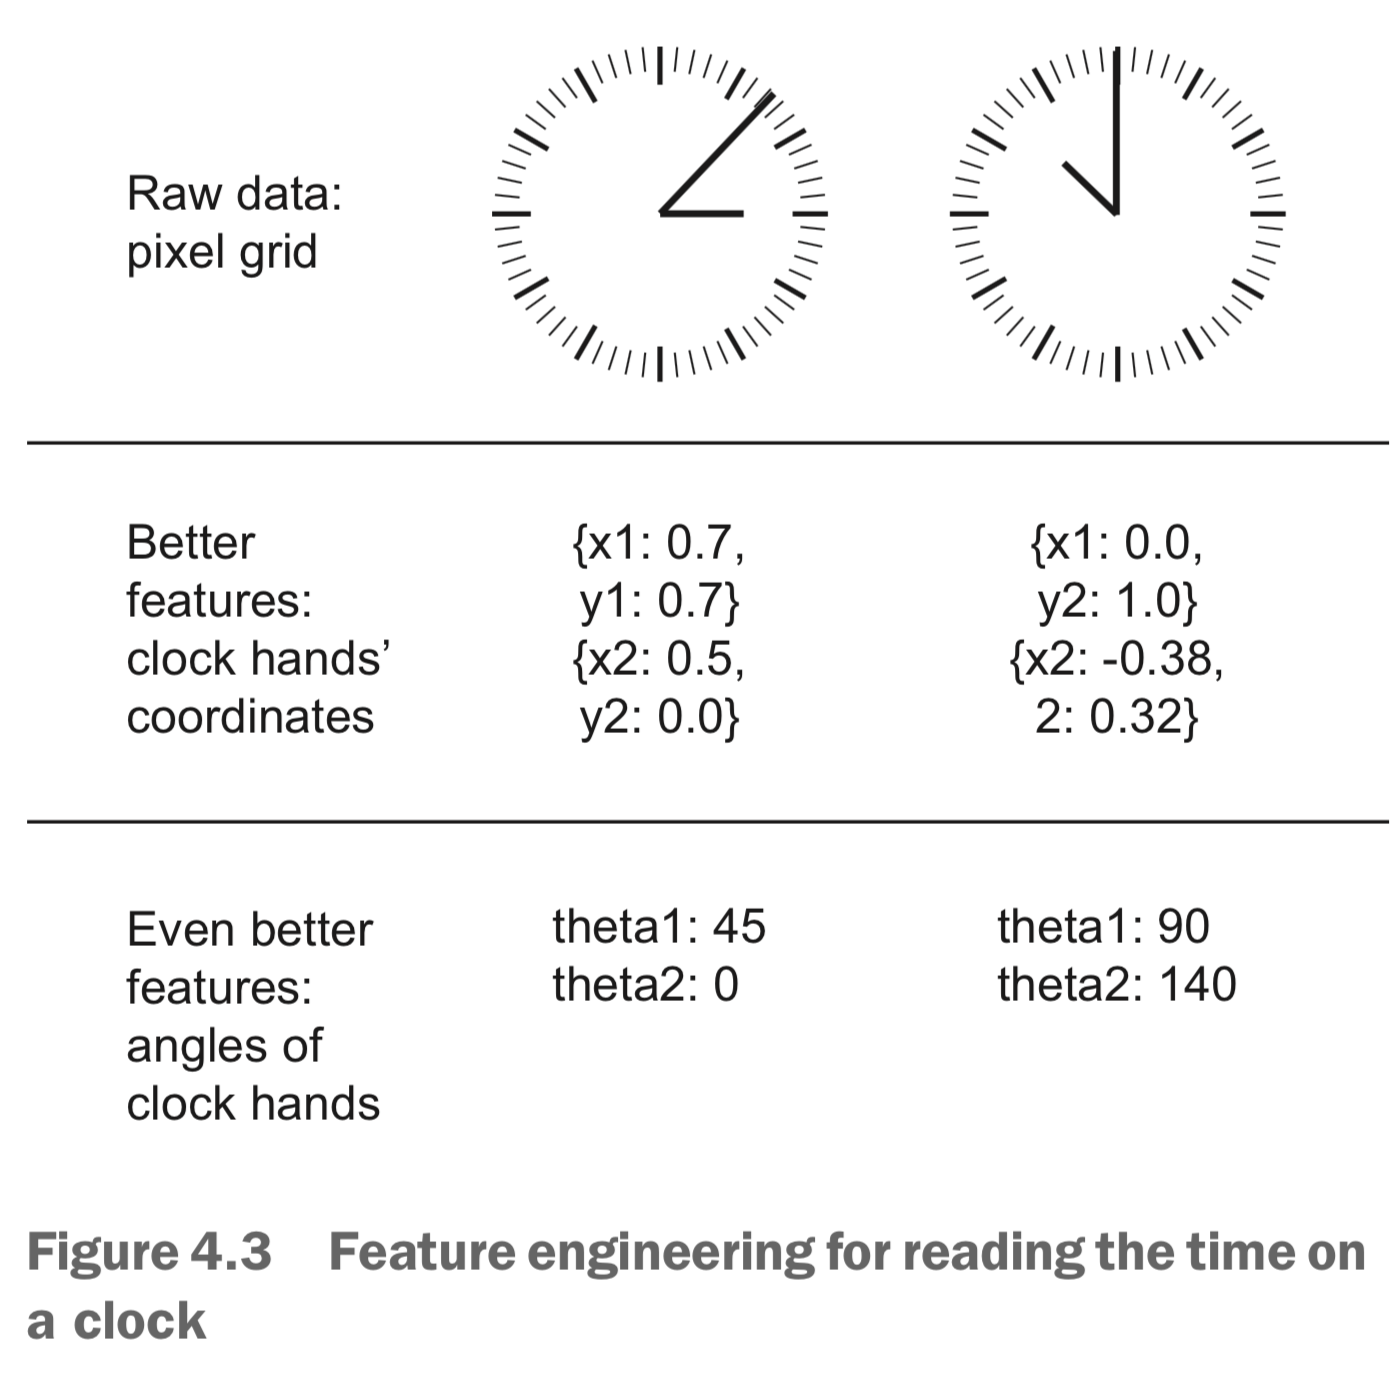 Raw data:
pixel grid
Better
features:
clock hands’
coordinates
{x1: 0.7,
y1: 0.7}
{x2: 0.5,
y2: 0.0}
{x1: 0.0,
y2: 1.0}
{x2: -0.38,
2: 0.32}
Even better
features:
angles of
clock hands
theta1: 45
theta2: 0
theta1: 90
theta2: 140
Figure 4.3 Feature engineering for reading the time on
a clock